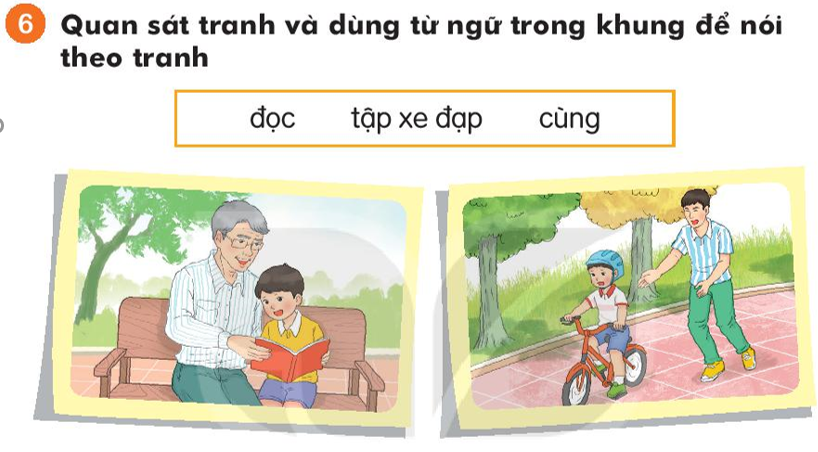 6 Quan sát tranh và dùng từ ngữ trong khung để nói
theo tranh
đọc tập xe đạp cùng